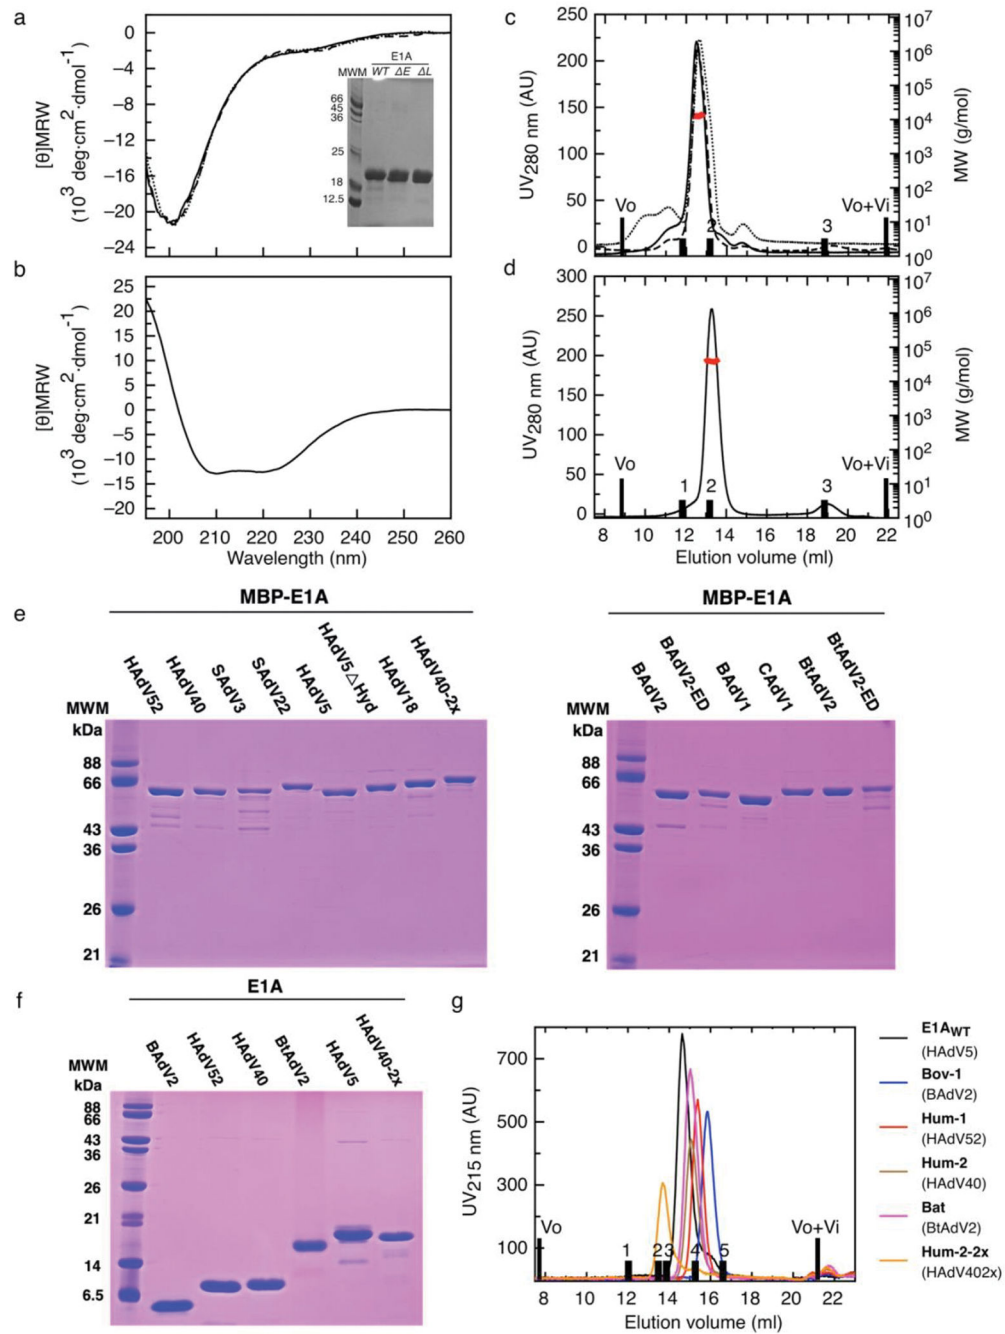 a
0
−4
−8
−12
−16
−20
−24
[θ]MRW
(10³ deg·cm²·dmol⁻¹)
E1A
MWM WT ΔE ΔL
66
45
36
25
18
12.5
b
25
20
15
10
5
0
−5
−10
−15
−20
[θ]MRW
(10³ deg·cm²·dmol⁻¹)
200 210 220 230 240 250 260
Wavelength (nm)
c
250
200
150
100
50
0
UV280 nm (AU)
Vo
2
3
Vo+Vi
10⁷
10⁶
10⁵
10⁴
10³
10²
10¹
10⁰
MW (g/mol)
d
300
250
200
150
100
50
0
UV280 nm (AU)
Vo
1
2
3
Vo+Vi
10⁷
10⁶
10⁵
10⁴
10³
10²
10¹
10⁰
MW (g/mol)
8 10 12 14 16 18 20 22
Elution volume (ml)
e
MBP-E1A
HAdV52
HAdV40
SAdV3
SAdV22
HAdV5
HAdV5△Hyd
HAdV18
HAdV40-2x
MWM
kDa
88
66
43
36
26
21
MBP-E1A
BAdV2
BAdV2-ED
BAdV1
CAdV1
BtAdV2
BtAdV2-ED
MWM
kDa
88
66
43
36
26
21
f
E1A
BAdV2
HAdV52
HAdV40
BtAdV2
HAdV5
HAdV40-2x
MWM
kDa
88
66
43
36
26
21
14
6.5
g
700
500
300
100
UV215 nm (AU)
Vo
1
2
3
4
5
Vo+Vi
8 10 12 14 16 18 20 22
Elution volume (ml)
E1AWT
(HAdV5)
Bov-1
(BAdV2)
Hum-1
(HAdV52)
Hum-2
(HAdV40)
Bat
(BtAdV2)
Hum-2-2x
(HAdV402x)